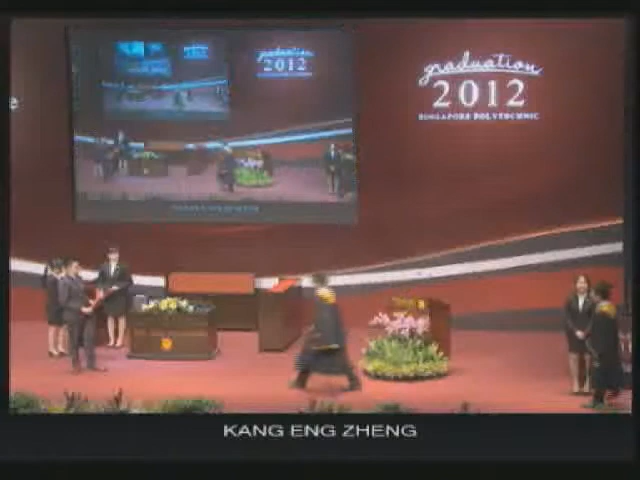 graduation
2012
graduation
2012
SINGAPORE POLYTECHNIC
e
KANG ENG ZHENG